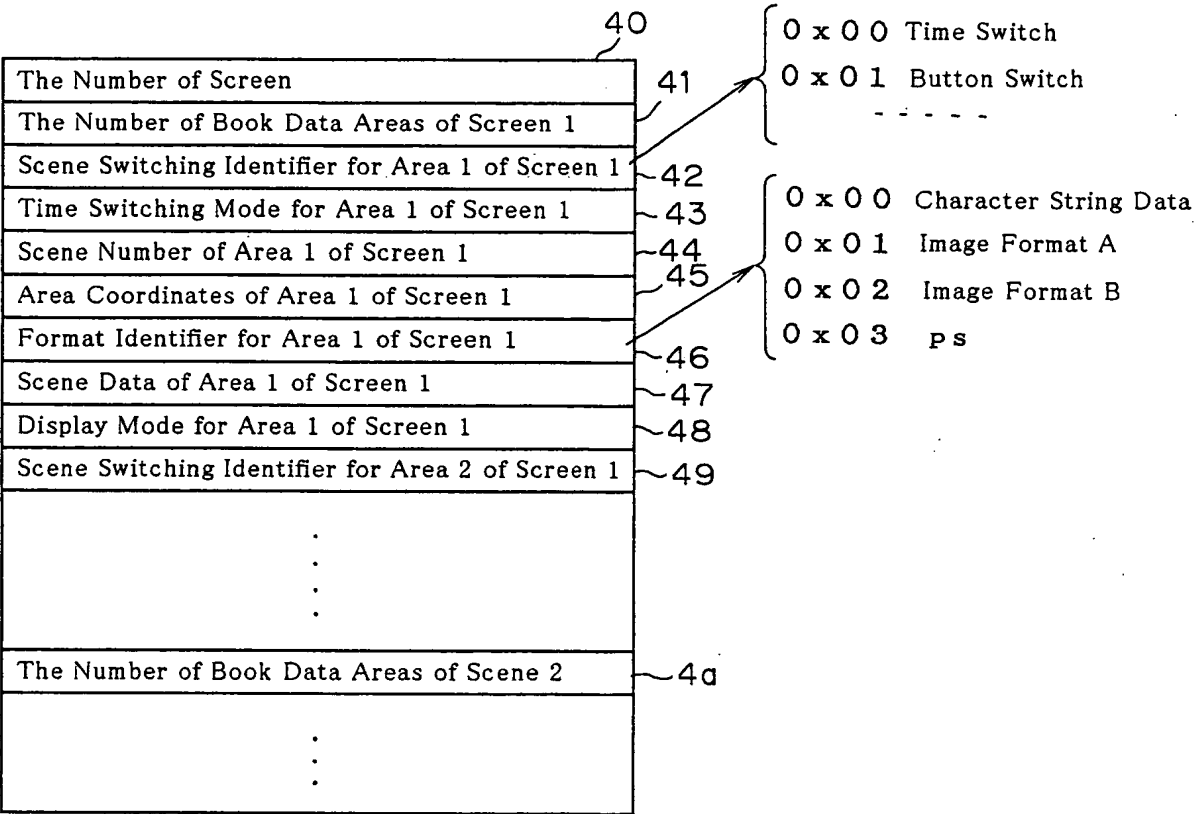 40
The Number of Screen
41
The Number of Book Data Areas of Screen 1
Scene Switching Identifier for Area 1 of Screen 1
42
Time Switching Mode for Area 1 of Screen 1
43
Scene Number of Area 1 of Screen 1
44
Area Coordinates of Area 1 of Screen 1
45
Format Identifier for Area 1 of Screen 1
46
Scene Data of Area 1 of Screen 1
47
Display Mode for Area 1 of Screen 1
48
Scene Switching Identifier for Area 2 of Screen 1
49
The Number of Book Data Areas of Scene 2
4a
0x00 Time Switch
0x01 Button Switch
- - - - -
0x00 Character String Data
0x01 Image Format A
0x02 Image Format B
0x03 ps